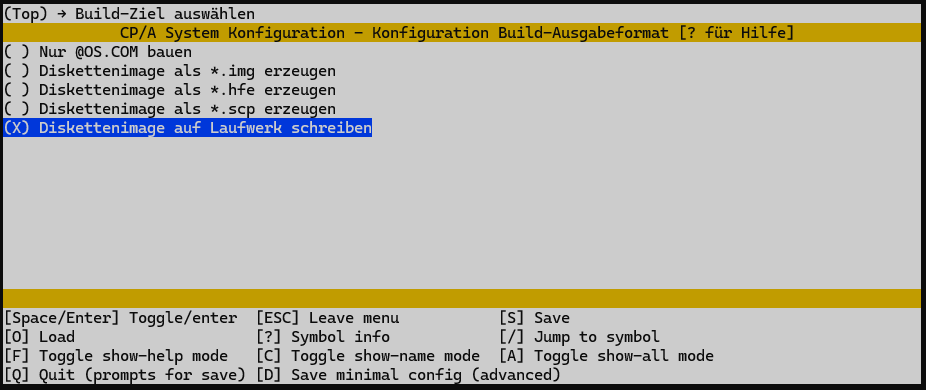 (Top) → Build-Ziel auswählen
CP/A System Konfiguration - Konfiguration Build-Ausgabeformat [? für Hilfe]
( ) Nur @OS.COM bauen
( ) Diskettenimage als *.img erzeugen
( ) Diskettenimage als *.hfe erzeugen
( ) Diskettenimage als *.scp erzeugen
(X) Diskettenimage auf Laufwerk schreiben
[Space/Enter] Toggle/enter [ESC] Leave menu [S] Save
[O] Load [?] Symbol info [/] Jump to symbol
[F] Toggle show-help mode [C] Toggle show-name mode [A] Toggle show-all mode
[Q] Quit (prompts for save) [D] Save minimal config (advanced)